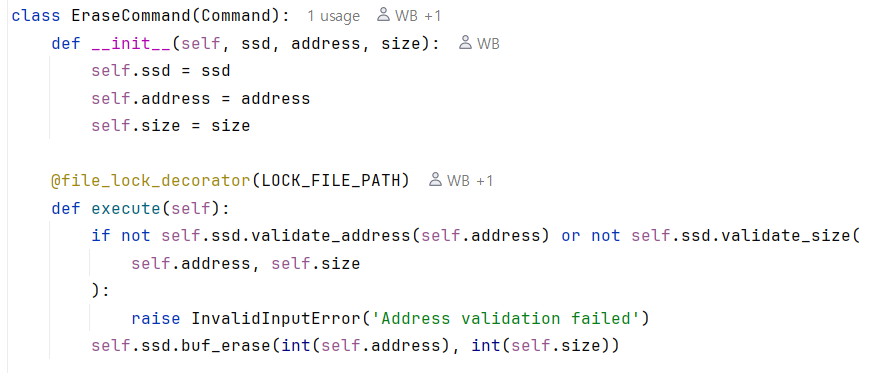 class EraseCommand(Command): 1 usage WB +1
    def __init__(self, ssd, address, size): WB
        self.ssd = ssd
        self.address = address
        self.size = size

    @file_lock_decorator(LOCK_FILE_PATH) WB +1
    def execute(self):
        if not self.ssd.validate_address(self.address) or not self.ssd.validate_size(
            self.address, self.size
        ):
            raise InvalidInputError('Address validation failed')
        self.ssd.buf_erase(int(self.address), int(self.size))